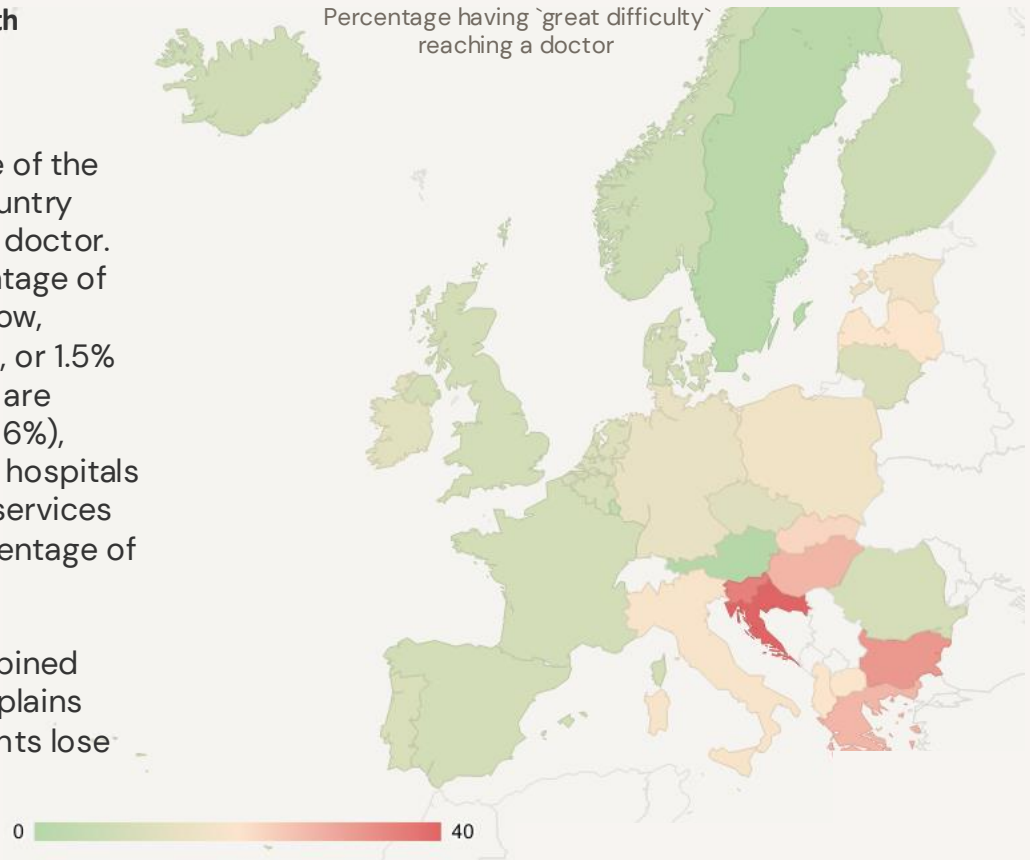 Percentage having `great difficulty`
reaching a doctor
th
e of the
untry
doctor.
tage of
ow,
, or 1.5%
are
6%),
hospitals
services
entage of
bined
plains
nts lose
0
40